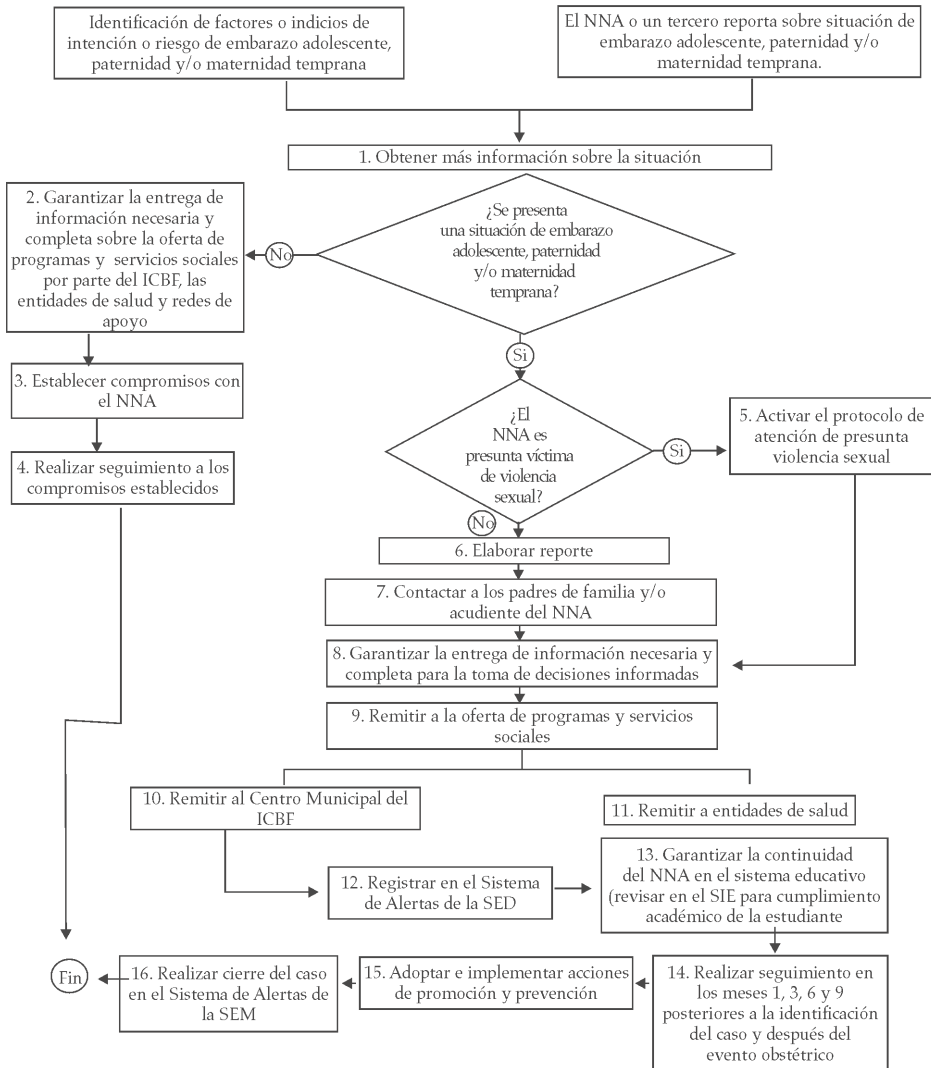 Identificación de factores o indicios de
intención o riesgo de embarazo adolescente,
paternidad y/o maternidad temprana
El NNA o un tercero reporta sobre situación de
embarazo adolescente, paternidad y/o
maternidad temprana.
1. Obtener más información sobre la situación
2. Garantizar la entrega de
información necesaria y
completa sobre la oferta de
programas y servicios sociales
por parte del ICBF, las
entidades de salud y redes de
apoyo
No
¿Se presenta
una situación de embarazo
adolescente, paternidad
y/o maternidad
temprana?
Si
3. Establecer compromisos con
el NNA
4. Realizar seguimiento a los
compromisos establecidos
¿El
NNA es
presunta víctima
de violencia
sexual?
Si
5. Activar el protocolo de
atención de presunta
violencia sexual
No
6. Elaborar reporte
7. Contactar a los padres de familia y/o
acudiente del NNA
8. Garantizar la entrega de información necesaria y
completa para la toma de decisiones informadas
9. Remitir a la oferta de programas y servicios
sociales
10. Remitir al Centro Municipal del
ICBF
11. Remitir a entidades de salud
12. Registrar en el Sistema
de Alertas de la SED
13. Garantizar la continuidad
del NNA en el sistema educativo
(revisar en el SIE para cumplimiento
académico de la estudiante
14. Realizar seguimiento en
los meses 1, 3, 6 y 9
posteriores a la identificación
del caso y después del
evento obstétrico
15. Adoptar e implementar acciones
de promoción y prevención
16. Realizar cierre del caso
en el Sistema de Alertas de
la SEM
Fin